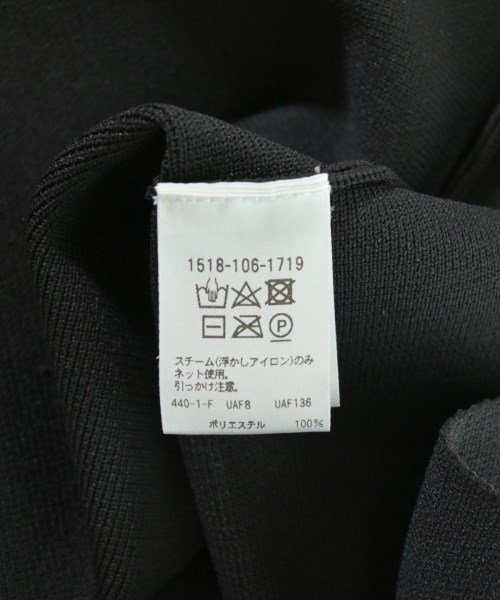 1518-106-1719
P
スチーム(浮かしアイロン)のみ
ネット使用。
引っかけ注意。
440-1-F UAF8 UAF136
ポリエステル 100%